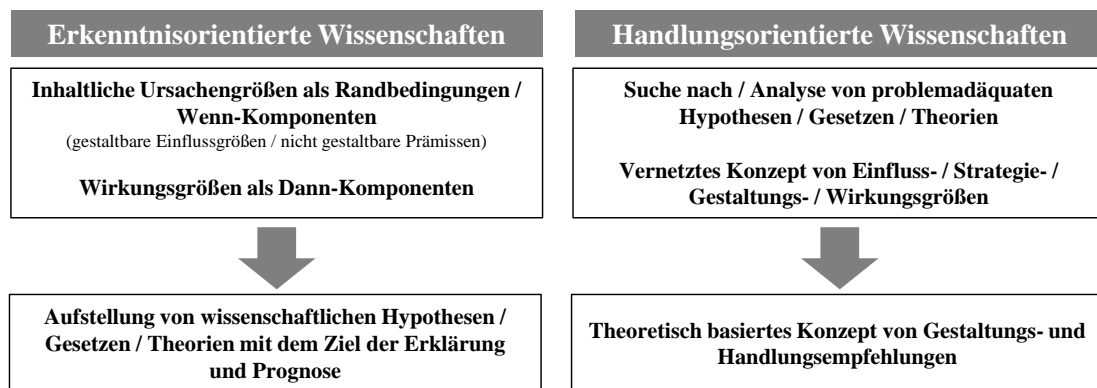 Erkenntnisorientierte Wissenschaften
Inhaltliche Ursachengrößen als Randbedingungen /
Wenn-Komponenten
(gestaltbare Einflussgrößen / nicht gestaltbare Prämissen)
Wirkungsgrößen als Dann-Komponenten
Aufstellung von wissenschaftlichen Hypothesen /
Gesetzen / Theorien mit dem Ziel der Erklärung
und Prognose
Handlungsorientierte Wissenschaften
Suche nach / Analyse von problemadäquaten
Hypothesen / Gesetzen / Theorien
Vernetztes Konzept von Einfluss- / Strategie- /
Gestaltungs- / Wirkungsgrößen
Theoretisch basiertes Konzept von Gestaltungs- und
Handlungsempfehlungen